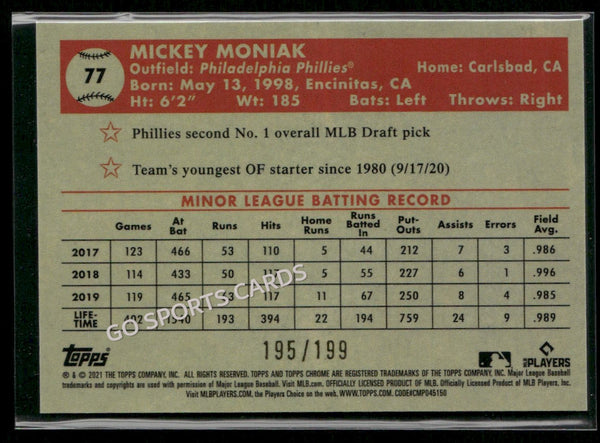 77
MICKEY MONIAK
Outfield: Philadelphia Phillies® Home: Carlsbad, CA
Born: May 13, 1998, Encinitas, CA
Ht: 6'2" Wt: 185 Bats: Left Throws: Right
Phillies second No. 1 overall MLB Draft pick
Team's youngest OF starter since 1980 (9/17/20)
MINOR LEAGUE BATTING RECORD
Games At Bat Runs Hits Home Runs Runs Batted In Put-Outs Assists Errors Field Avg.
2017 123 466 53 110 5 44 212 7 3 .986
2018 114 433 50 117 5 55 227 6 1 .996
2019 119 465 63 117 11 67 250 8 4 .985
LIFE-TIME 402 1540 193 394 22 194 759 24 9 .989
GO SPORTS CARDS
Topps 195/199 MLB PLAYERS
® & © 2021 THE TOPPS COMPANY, INC. ALL RIGHTS RESERVED. TOPPS AND TOPPS CHROME ARE REGISTERED TRADEMARKS OF THE TOPPS COMPANY, INC. Major League Baseball
trademarks and copyrights are used with permission of Major League Baseball. Visit MLB.com. OFFICIALLY LICENSED PRODUCT OF MLB. Officially Licensed Product of MLB Players, Inc.
Visit MLBPLAYERS.com, the Players Choice on the web. WWW.TOPPS.COM. CODE#CMP045150